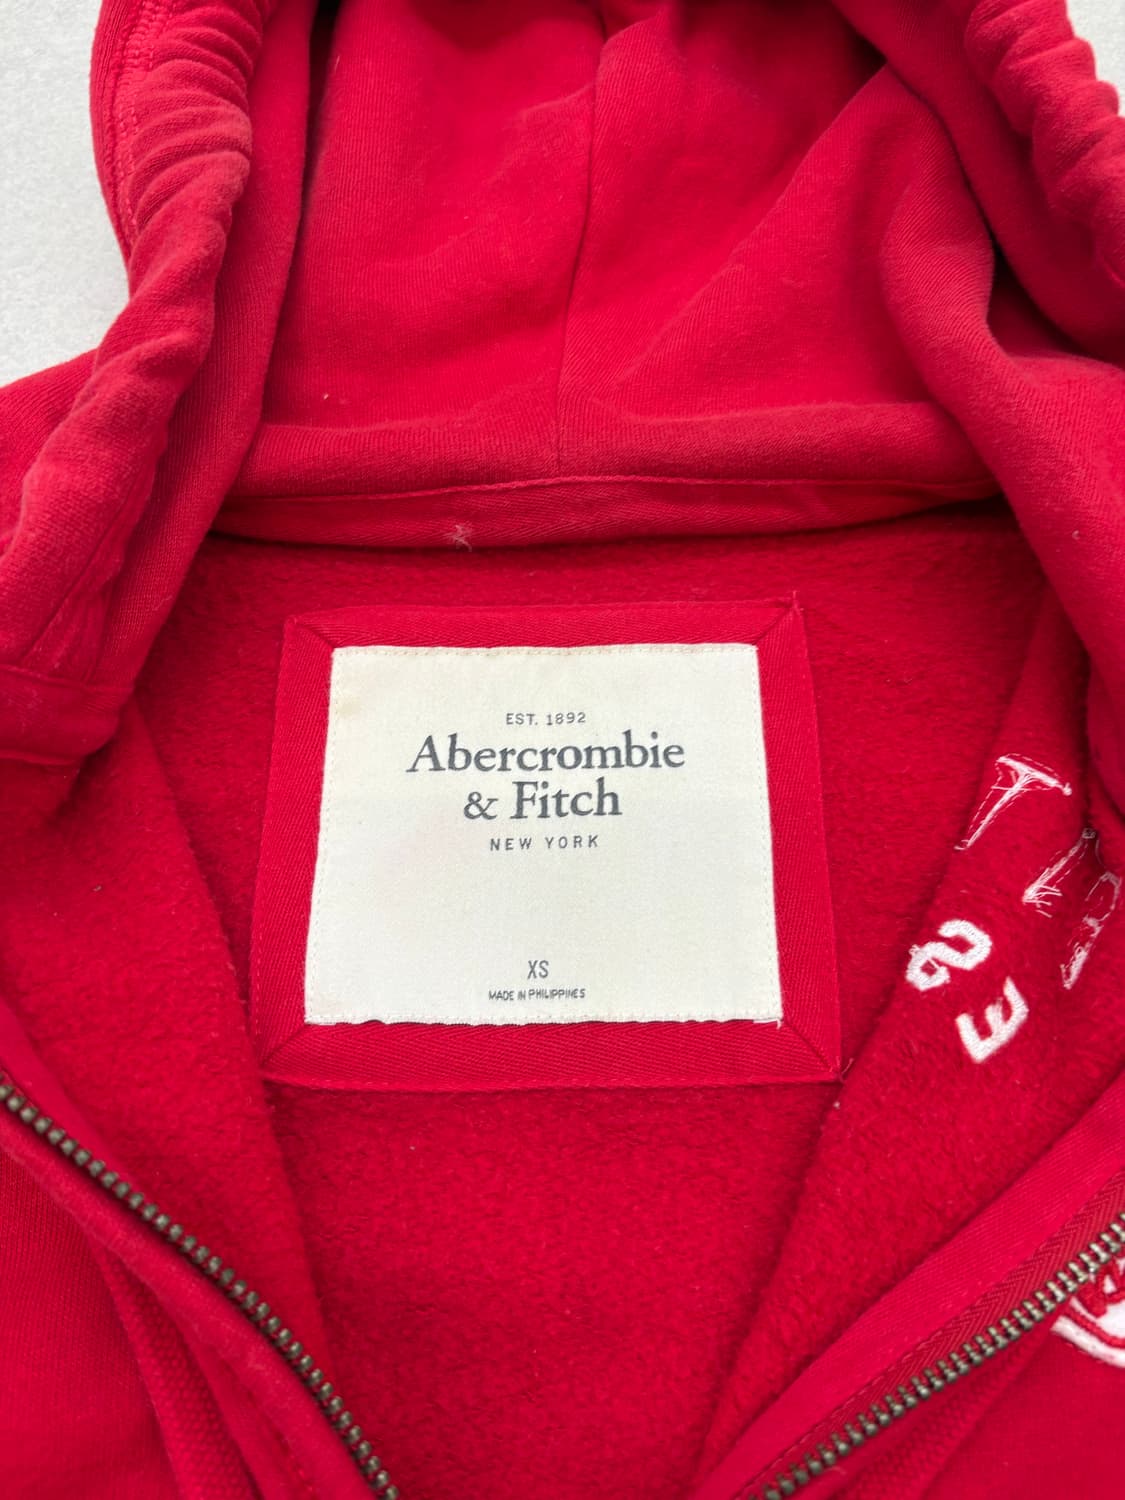 EST. 1892
Abercrombie
& Fitch
NEW YORK
XS
MADE IN PHILIPPINES